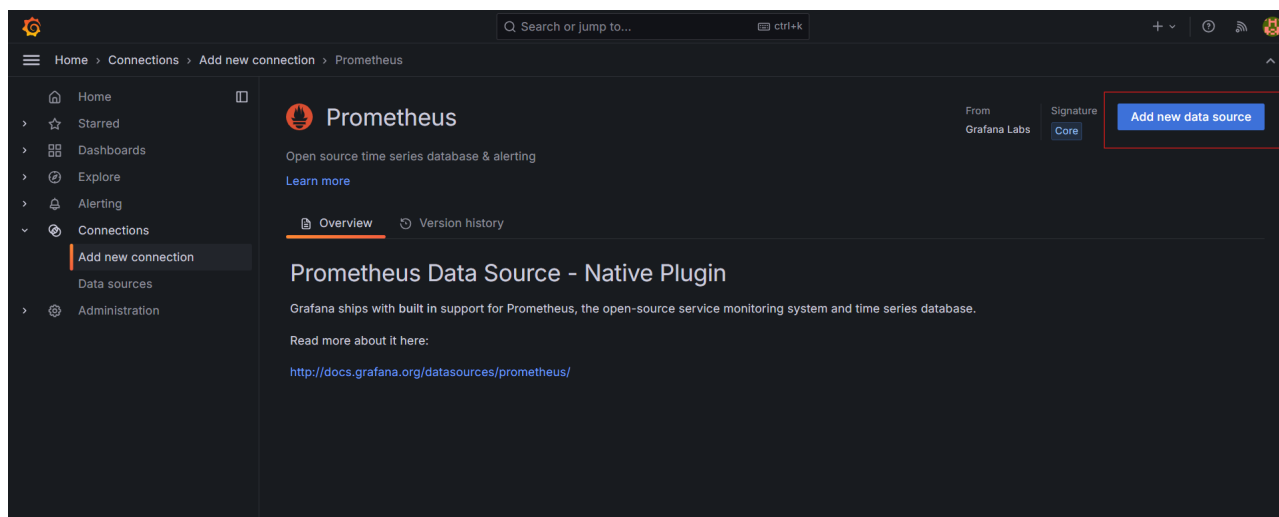 Search or jump to... ctrl+k
Home › Connections › Add new connection › Prometheus
Home
Starred
Dashboards
Explore
Alerting
Connections
Add new connection
Data sources
Administration
Prometheus
From
Grafana Labs
Signature
Core
Add new data source
Open source time series database & alerting
Learn more
Overview Version history
Prometheus Data Source - Native Plugin
Grafana ships with built in support for Prometheus, the open-source service monitoring system and time series database.
Read more about it here:
http://docs.grafana.org/datasources/prometheus/